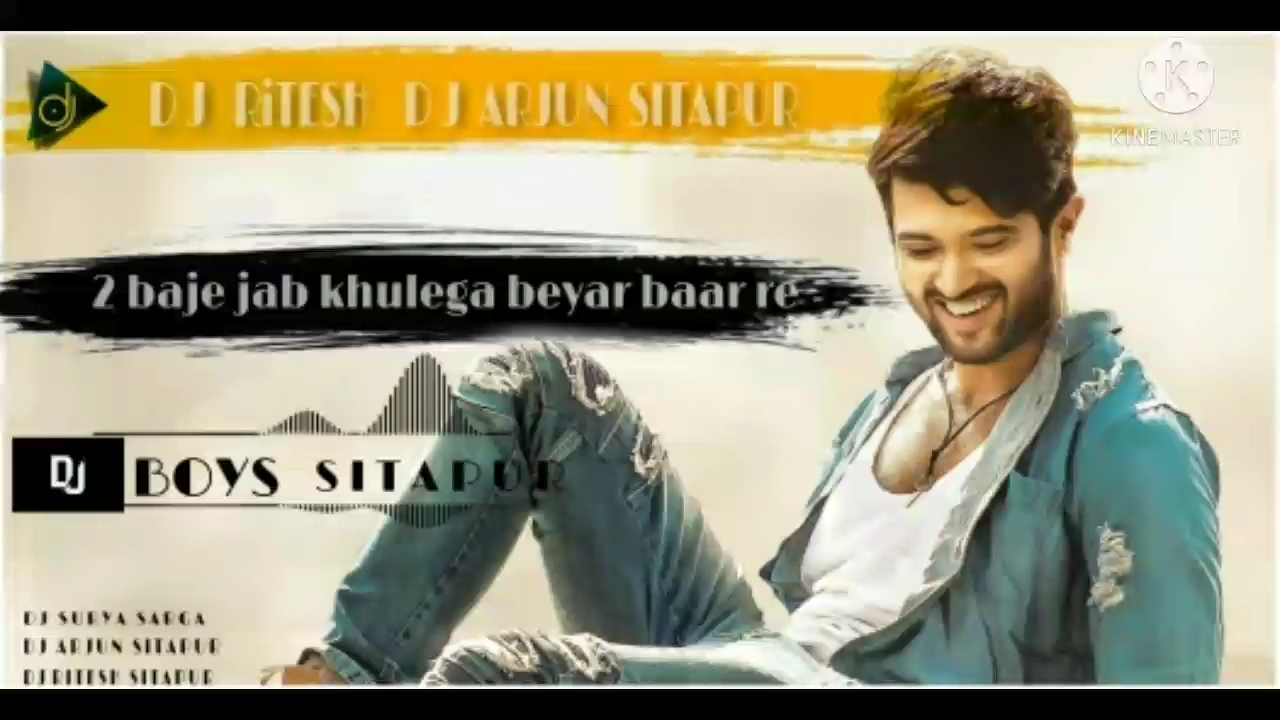 dj
D J RiTESH D J ARJUN SITAPUR
K
KINEMASTER
2 baje jab khulega beyar baar re
DJ BOYS SITAPUR
DJ SURYA SARGA
DJ ARJUN SITAPUR
DJ RITESH SITAPUR